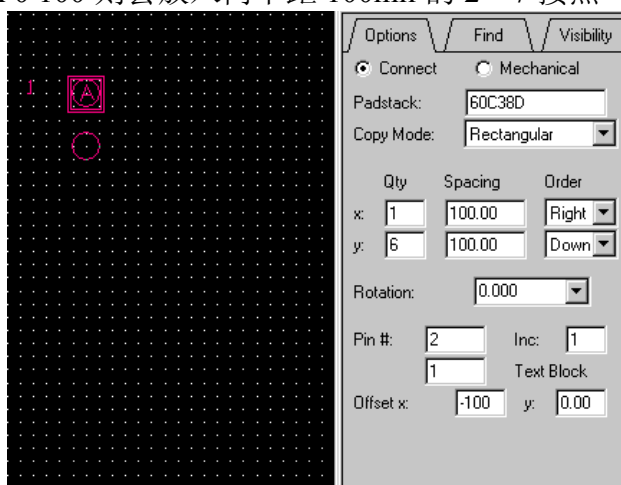 Options Find Visibility
Connect Mechanical
Padstack: 60C38D
Copy Mode: Rectangular
Qty Spacing Order
x: 1 100.00 Right
y: 6 100.00 Down
Rotation: 0.000
Pin #: 2 Inc: 1
1 Text Block
Offset x: -100 y: 0.00
1 A